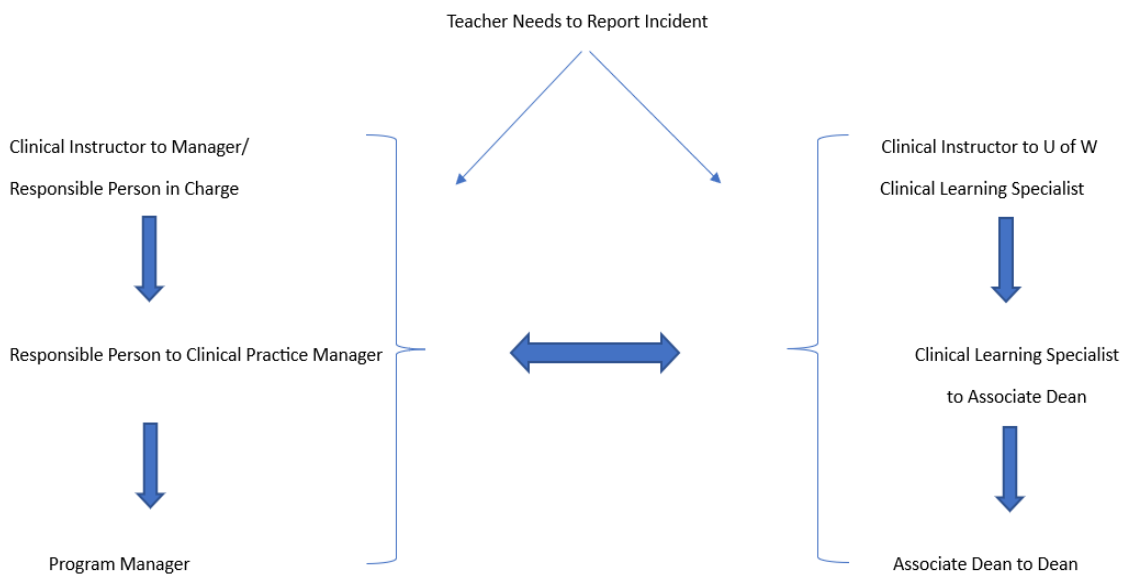 Teacher Needs to Report Incident
Clinical Instructor to Manager/
Responsible Person in Charge
Responsible Person to Clinical Practice Manager
Program Manager
Clinical Instructor to U of W
Clinical Learning Specialist
Clinical Learning Specialist
to Associate Dean
Associate Dean to Dean